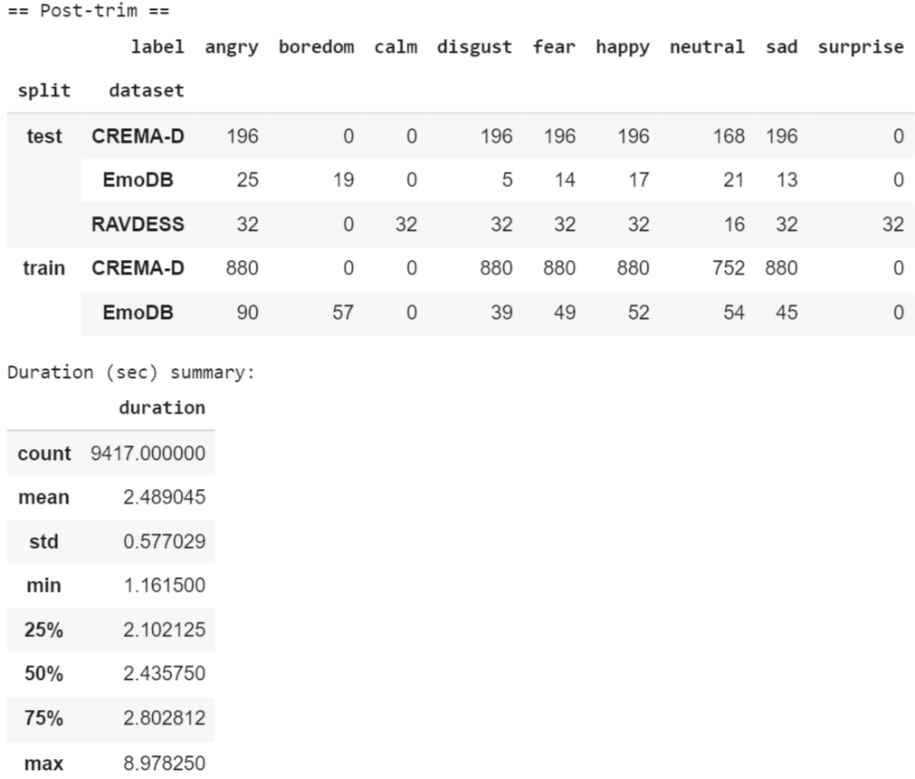 == Post-trim ==
label angry boredom calm disgust fear happy neutral sad surprise
split dataset
test CREMA-D 196 0 0 196 196 196 168 196 0
EmoDB 25 19 0 5 14 17 21 13 0
RAVDESS 32 0 32 32 32 32 16 32 32
train CREMA-D 880 0 0 880 880 880 752 880 0
EmoDB 90 57 0 39 49 52 54 45 0
Duration (sec) summary:
duration
count 9417.000000
mean 2.489045
std 0.577029
min 1.161500
25% 2.102125
50% 2.435750
75% 2.802812
max 8.978250